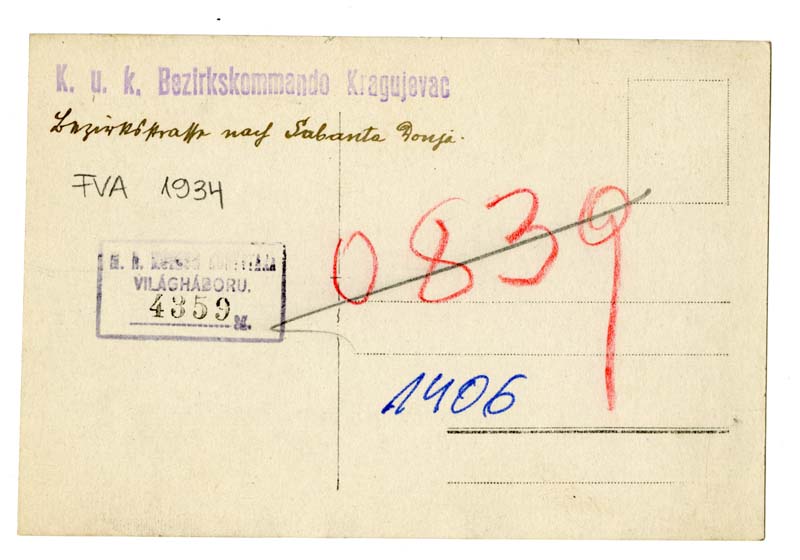 K. u. k. Bezirkskommando Kragujevac
Bezirksstrasse nach Sabanta Donja.
FVA 1934
VILÁGHÁBORU.
4359
0839
1406